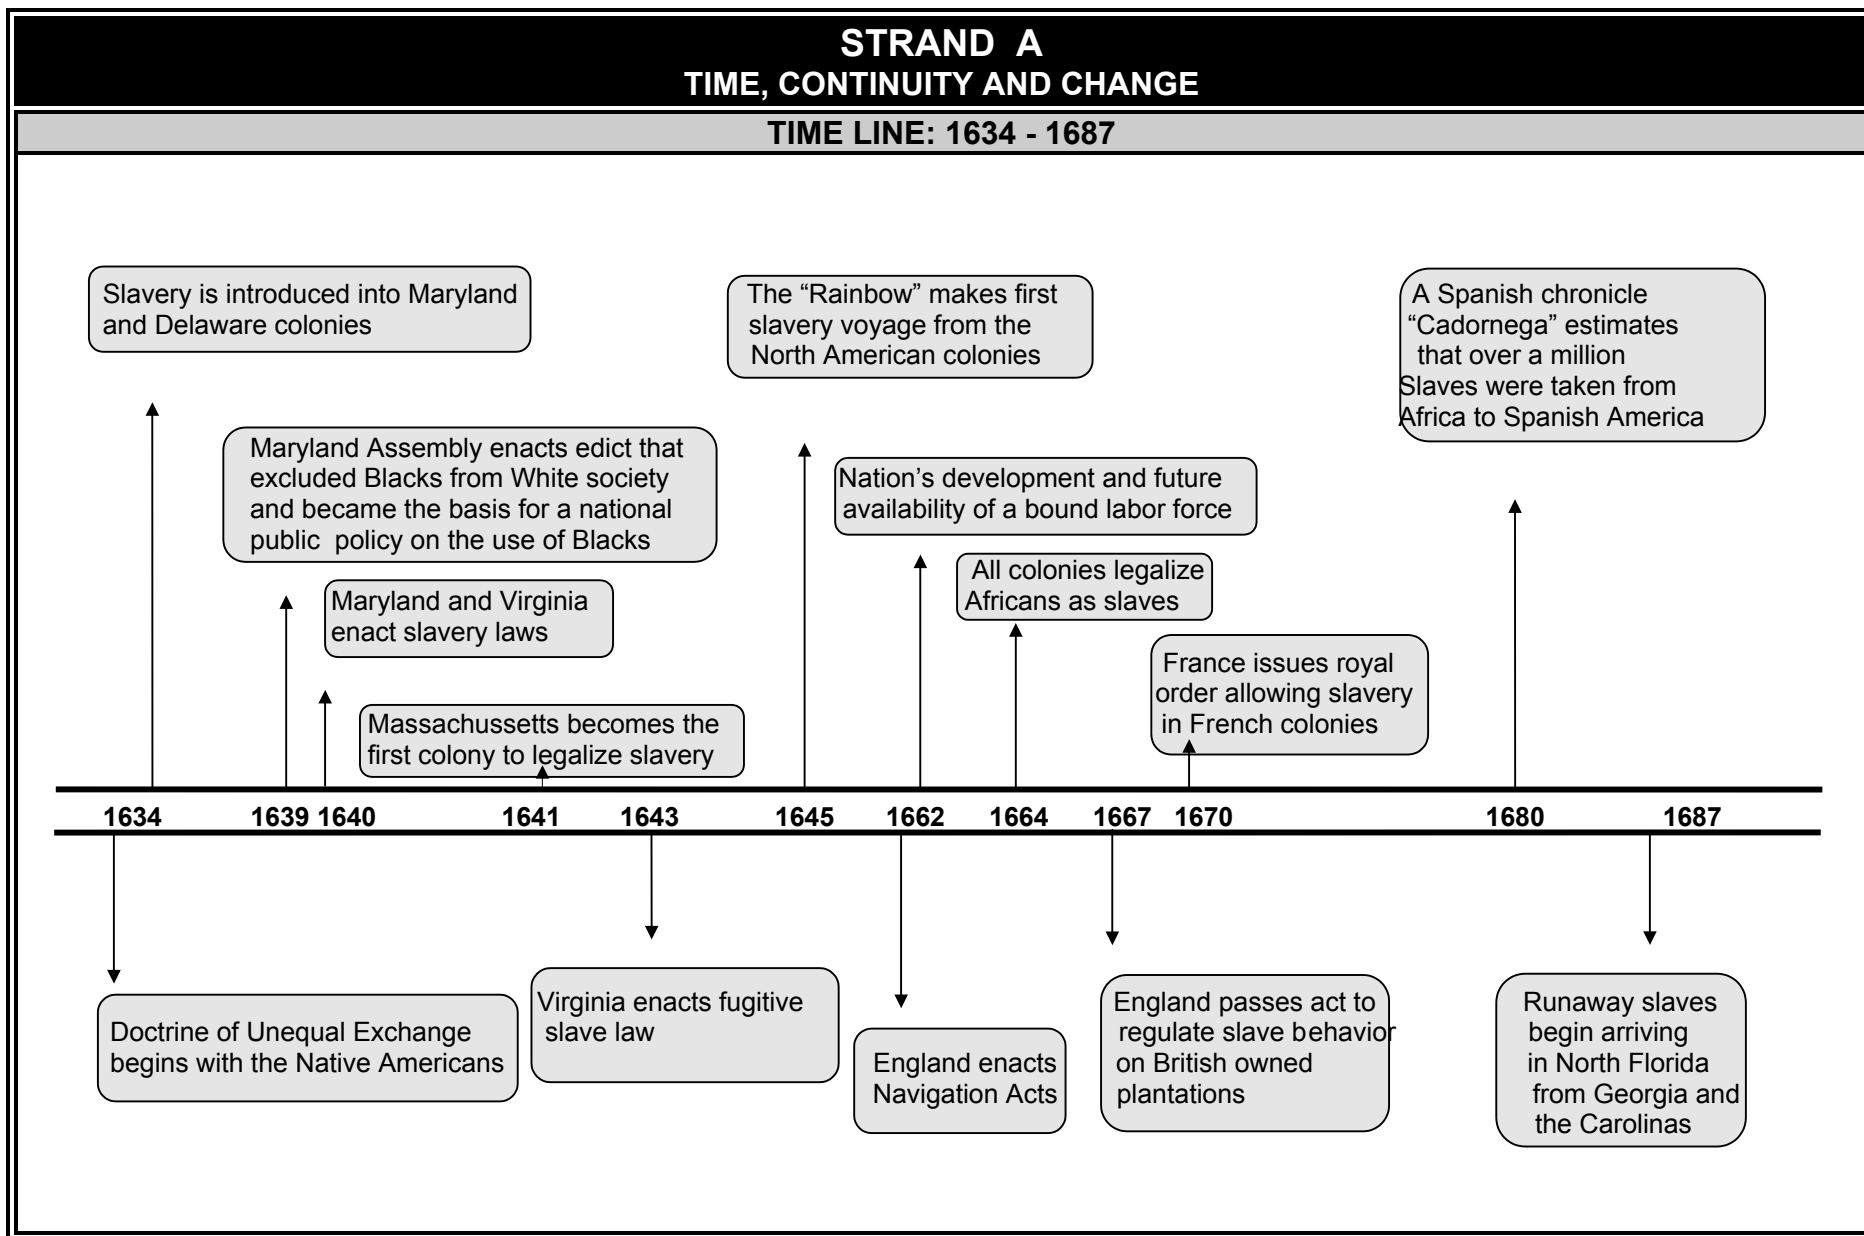 STRAND A
TIME, CONTINUITY AND CHANGE
TIME LINE: 1634 - 1687
Slavery is introduced into Maryland
and Delaware colonies
The “Rainbow” makes first
slavery voyage from the
North American colonies
A Spanish chronicle
“Cadornega” estimates
that over a million
Slaves were taken from
Africa to Spanish America
Maryland Assembly enacts edict that
excluded Blacks from White society
and became the basis for a national
public policy on the use of Blacks
Nation’s development and future
availability of a bound labor force
All colonies legalize
Africans as slaves
Maryland and Virginia
enact slavery laws
France issues royal
order allowing slavery
in French colonies
Massachussetts becomes the
first colony to legalize slavery
1634 1639 1640 1641 1643 1645 1662 1664 1667 1670 1680 1687
Doctrine of Unequal Exchange
begins with the Native Americans
Virginia enacts fugitive
slave law
England enacts
Navigation Acts
England passes act to
regulate slave behavior
on British owned
plantations
Runaway slaves
begin arriving
in North Florida
from Georgia and
the Carolinas